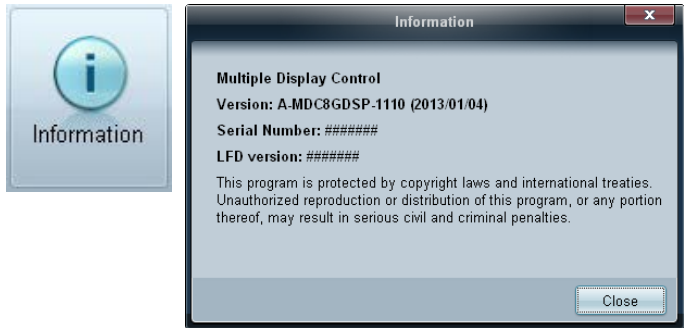 Information
Information
x
Multiple Display Control
Version: A-MDC8GDSP-1110 (2013/01/04)
Serial Number: #######
LFD version: #######
This program is protected by copyright laws and international treaties.
Unauthorized reproduction or distribution of this program, or any portion
thereof, may result in serious civil and criminal penalties.
Close